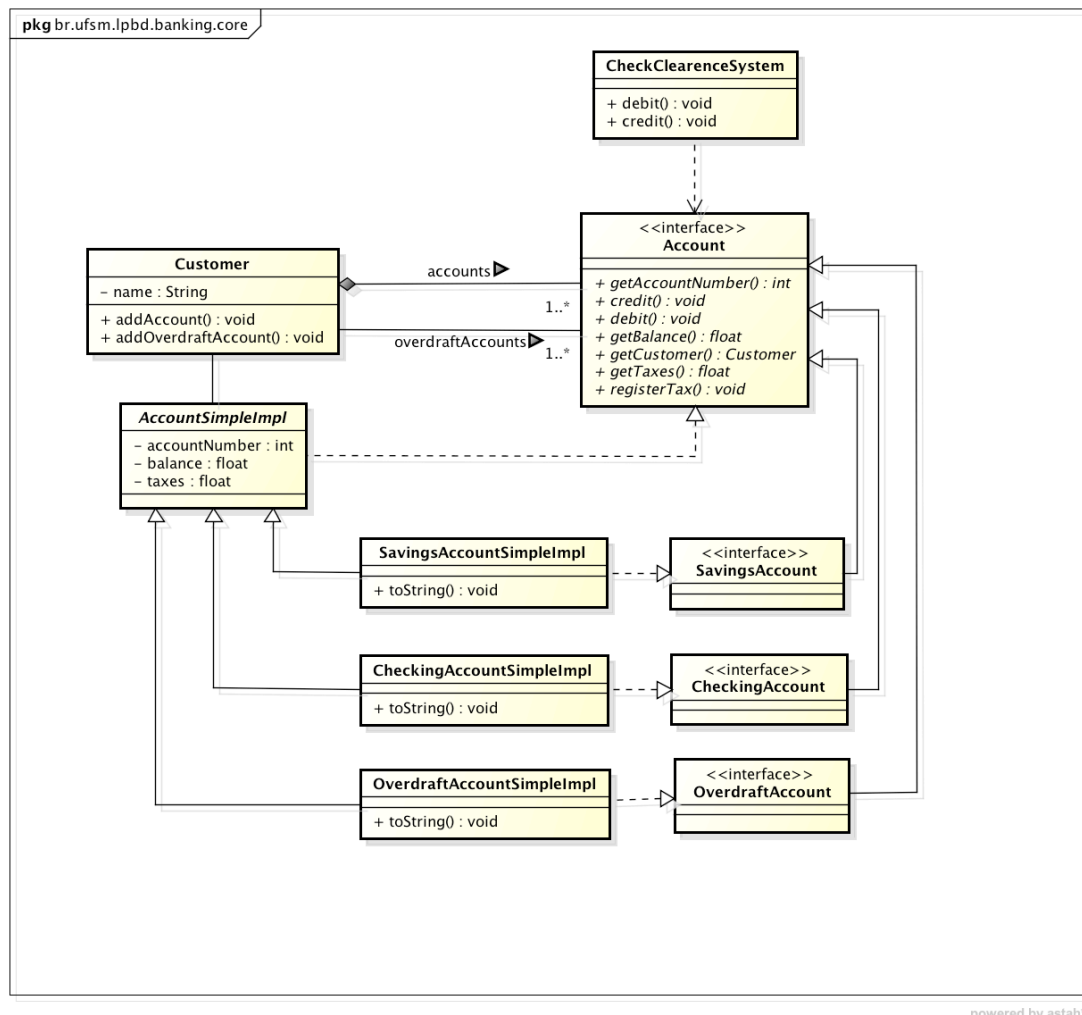 pkg br.ufsm.lpbd.banking.core
CheckClearenceSystem
+ debit() : void
+ credit() : void
<<interface>>
Account
+ getAccountNumber() : int
+ credit() : void
+ debit() : void
+ getBalance() : float
+ getCustomer() : Customer
+ getTaxes() : float
+ registerTax() : void
Customer
- name : String
+ addAccount() : void
+ addOverdraftAccount() : void
accounts
1..*
overdraftAccounts
1..*
AccountSimpleImpl
- accountNumber : int
- balance : float
- taxes : float
SavingsAccountSimpleImpl
+ toString() : void
<<interface>>
SavingsAccount
CheckingAccountSimpleImpl
+ toString() : void
<<interface>>
CheckingAccount
OverdraftAccountSimpleImpl
+ toString() : void
<<interface>>
OverdraftAccount
powered by astah